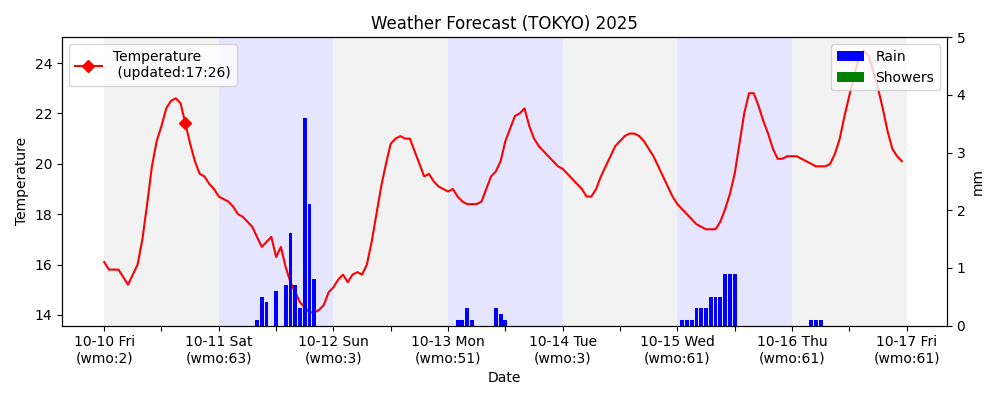 Weather Forecast (TOKYO) 2025
Temperature
(updated:17:26)
Rain
Showers
Temperature
24
22
20
18
16
14
5
4
3
2
1
0
mm
10-10 Fri
(wmo:2)
10-11 Sat
(wmo:63)
10-12 Sun
(wmo:3)
10-13 Mon
(wmo:51)
10-14 Tue
(wmo:3)
10-15 Wed
(wmo:61)
10-16 Thu
(wmo:61)
10-17 Fri
(wmo:61)
Date